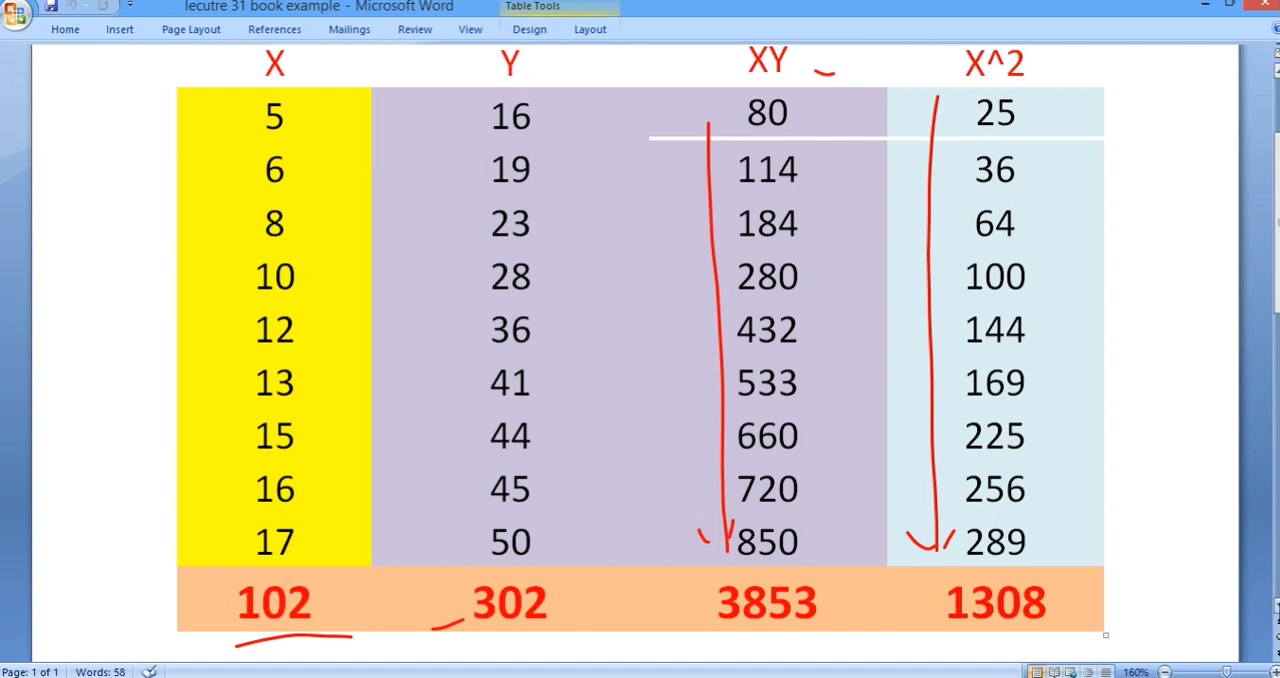 lecutre 31 book example - Microsoft Word Table Tools
Home Insert Page Layout References Mailings Review View Design Layout
X Y XY X^2
5 16 80 25
6 19 114 36
8 23 184 64
10 28 280 100
12 36 432 144
13 41 533 169
15 44 660 225
16 45 720 256
17 50 850 289
102 302 3853 1308
Page: 1 of 1 Words: 58 160%